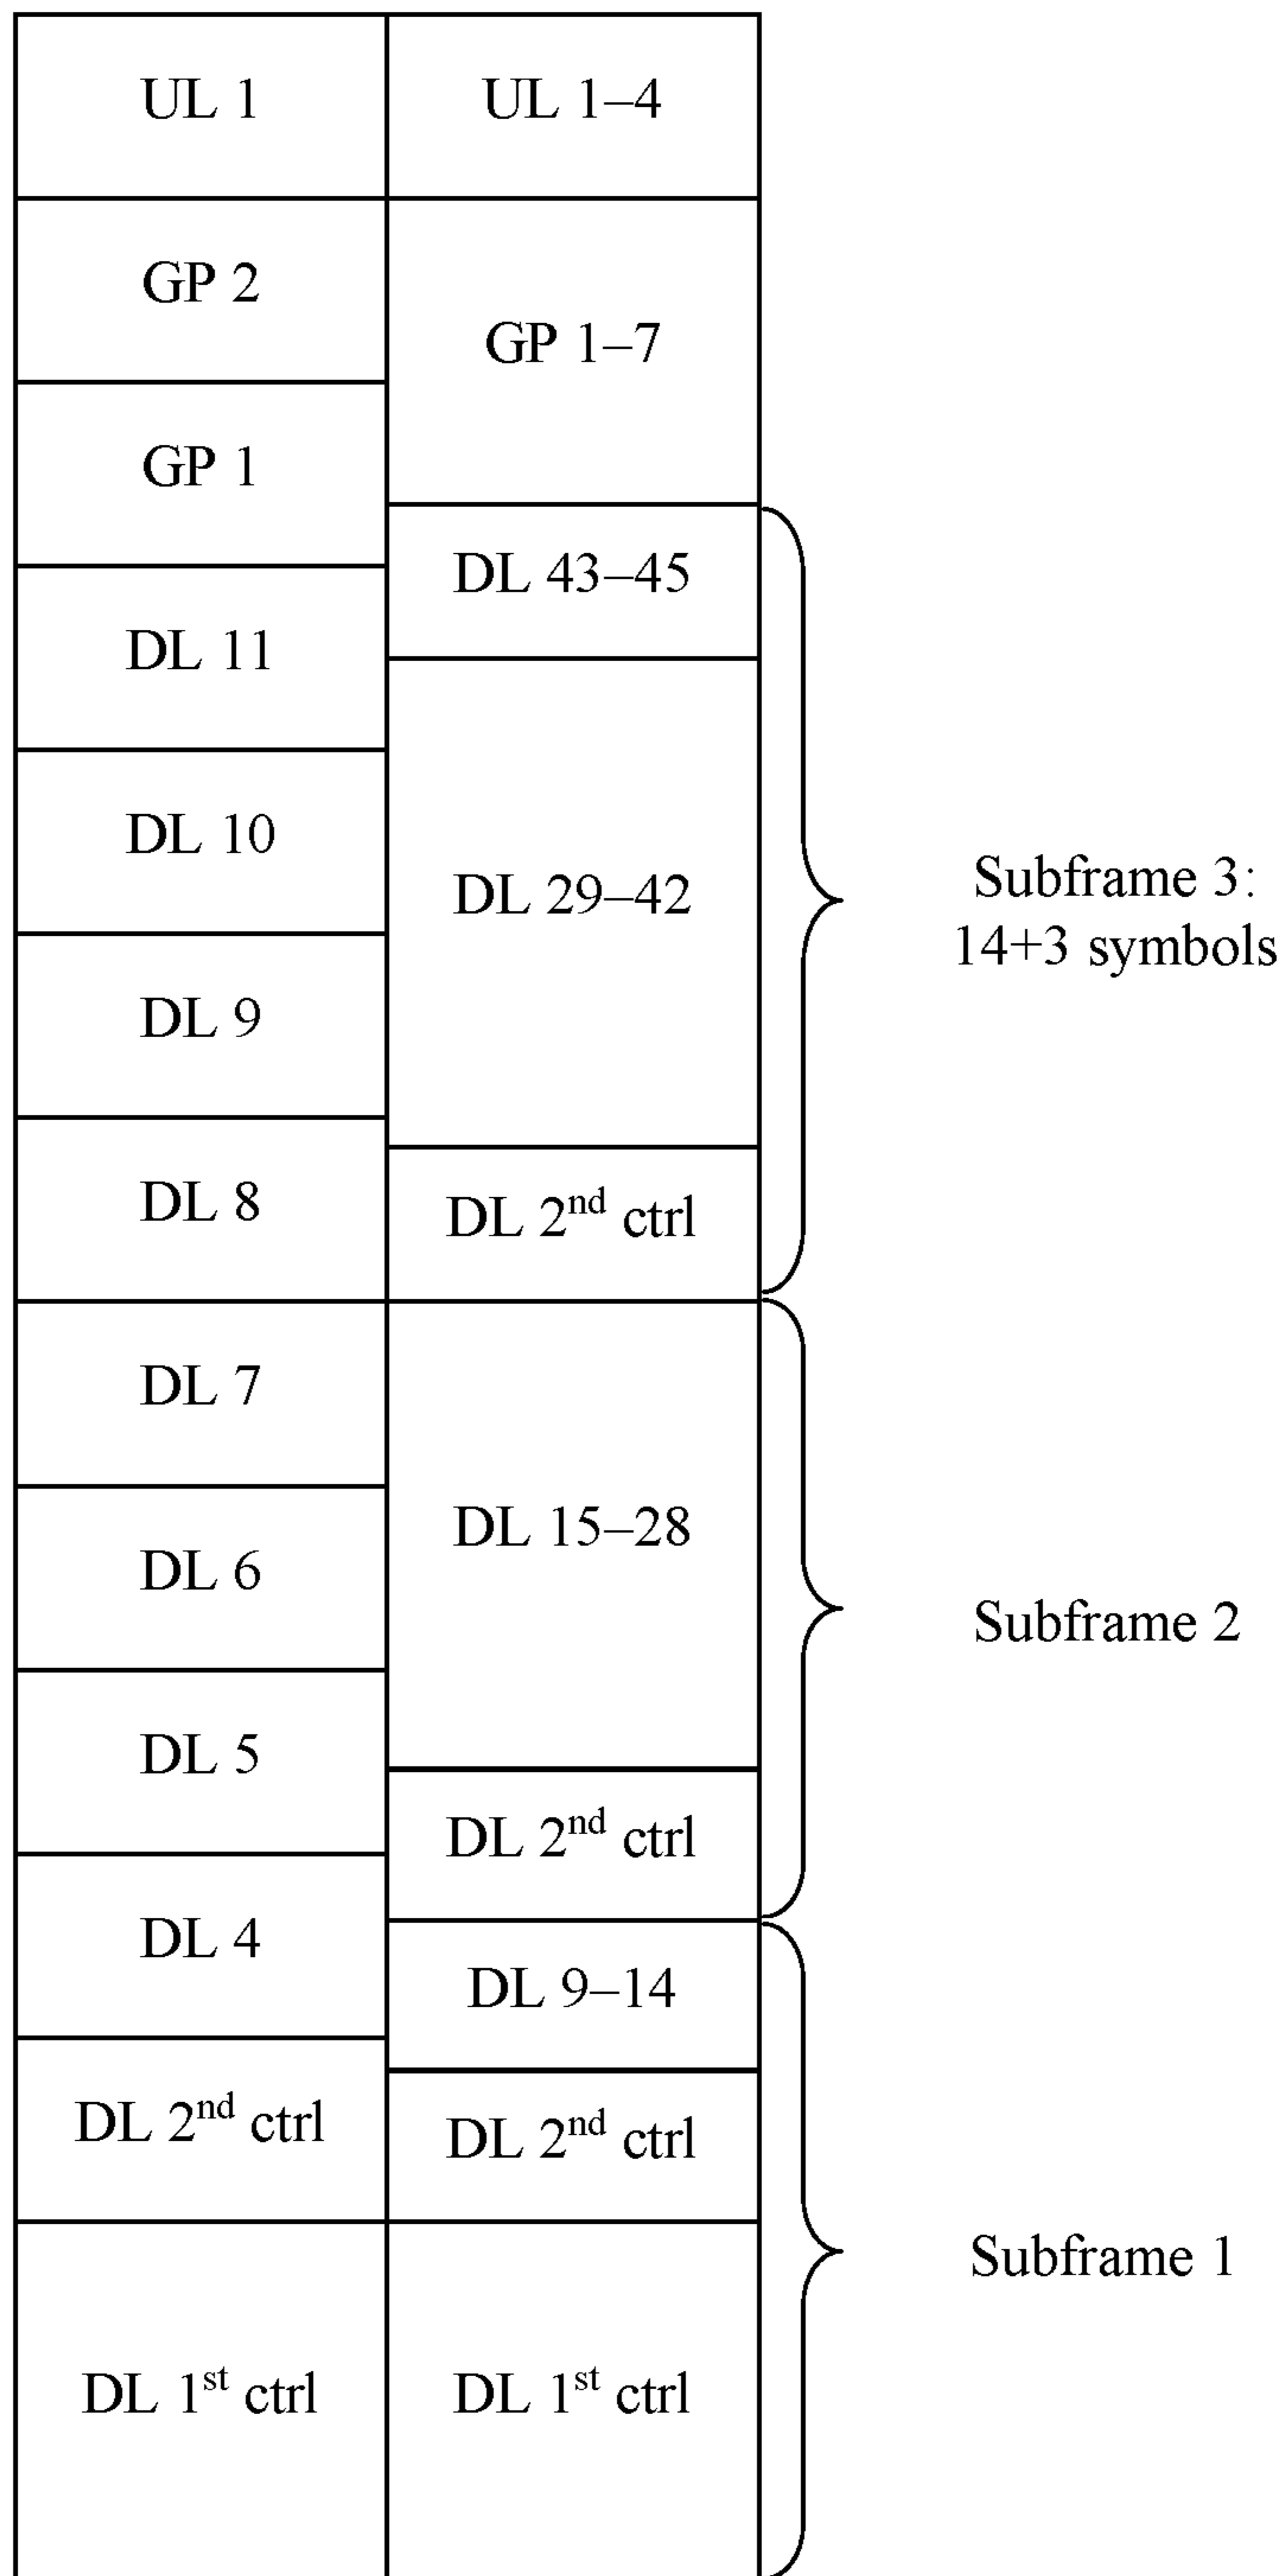 UL 1
UL 1–4
GP 2
GP 1–7
GP 1
DL 43–45
DL 11
DL 10
DL 29–42
Subframe 3:
14+3 symbols
DL 9
DL 8
DL 2nd ctrl
DL 7
DL 15–28
DL 6
Subframe 2
DL 5
DL 2nd ctrl
DL 4
DL 9–14
DL 2nd ctrl
DL 2nd ctrl
Subframe 1
DL 1st ctrl
DL 1st ctrl